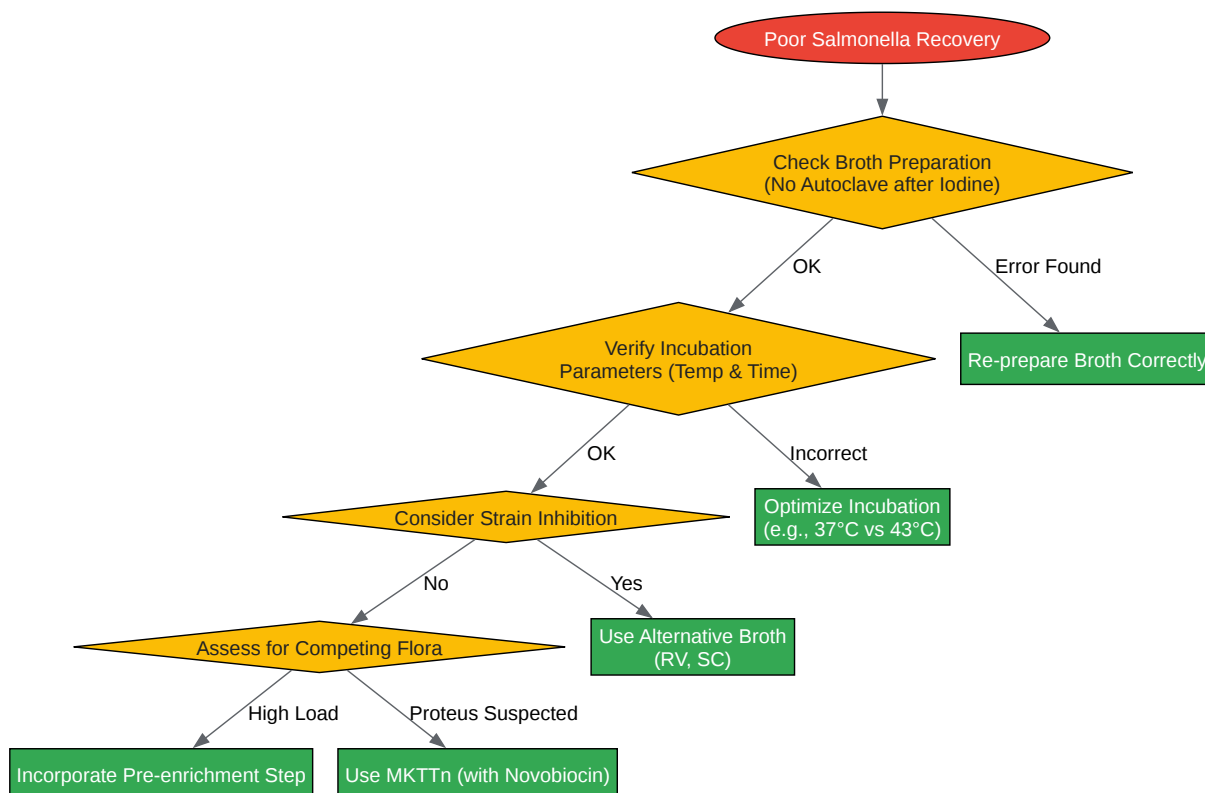 Poor Salmonella Recovery
Check Broth Preparation
(No Autoclave after Iodine)
OK
Error Found
Verify Incubation
Parameters (Temp & Time)
Re-prepare Broth Correctly
OK
Incorrect
Consider Strain Inhibition
Optimize Incubation
(e.g., 37°C vs 43°C)
No
Yes
Assess for Competing Flora
Use Alternative Broth
(RV, SC)
High Load
Proteus Suspected
Incorporate Pre-enrichment Step
Use MKTTn (with Novobiocin)